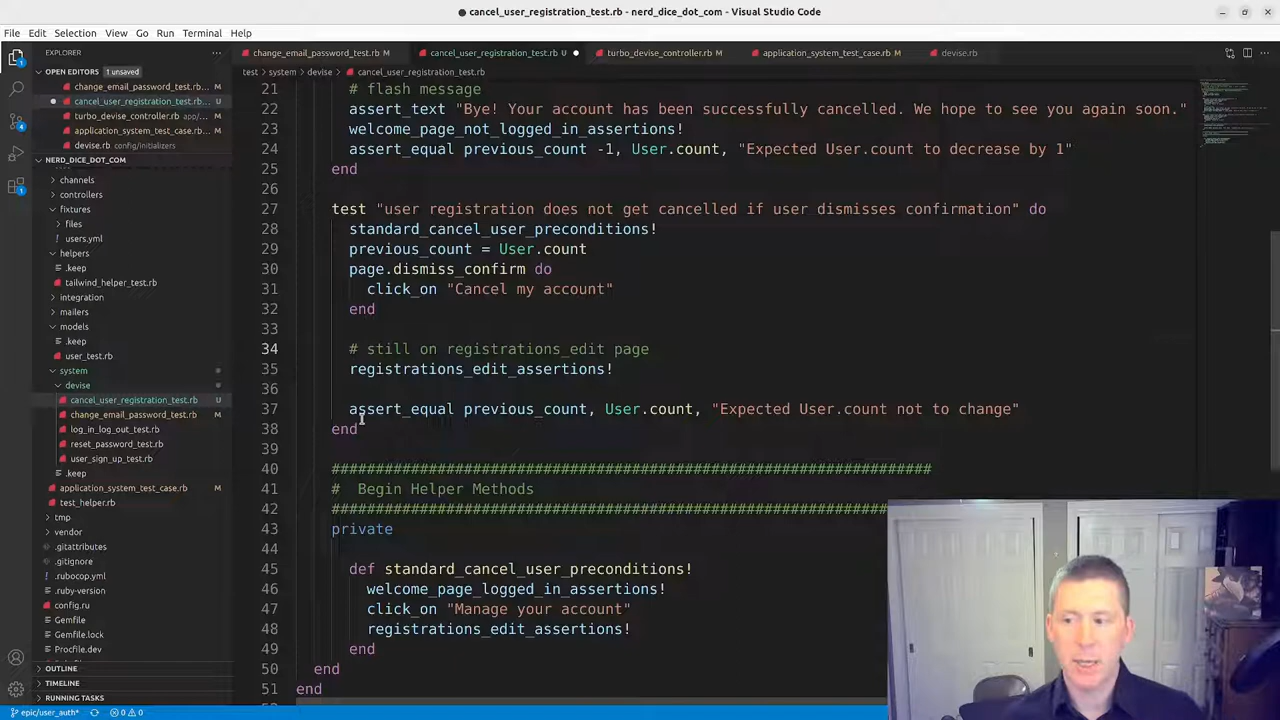 cancel_user_registration_test.rb - nerd_dice_dot_com - Visual Studio Code
File Edit Selection View Go Run Terminal Help
EXPLORER
change_email_password_test.rb M
cancel_user_registration_test.rb U
turbo_devise_controller.rb M
application_system_test_case.rb M
devise.rb
test > system > devise > cancel_user_registration_test.rb
OPEN EDITORS 1 unsaved
change_email_password_test.rb... M
cancel_user_registration_test.rb... U
turbo_devise_controller.rb app/... M
application_system_test_case.rb... M
devise.rb config/initializers
NERD_DICE_DOT_COM
channels
controllers
fixtures
files
users.yml
helpers
.keep
tailwind_helper_test.rb
integration
mailers
models
.keep
user_test.rb
system
devise
cancel_user_registration_test.rb U
change_email_password_test.rb M
log_in_log_out_test.rb
reset_password_test.rb
user_sign_up_test.rb
.keep
application_system_test_case.rb M
test_helper.rb
tmp
vendor
.gitattributes
.gitignore
.rubocop.yml
.ruby-version
config.ru
Gemfile
Gemfile.lock
Procfile.dev
OUTLINE
TIMELINE
RUNNING TASKS
21 # flash message
22 assert_text "Bye! Your account has been successfully cancelled. We hope to see you again soon."
23 welcome_page_not_logged_in_assertions!
24 assert_equal previous_count -1, User.count, "Expected User.count to decrease by 1"
25 end
26
27 test "user registration does not get cancelled if user dismisses confirmation" do
28 standard_cancel_user_preconditions!
29 previous_count = User.count
30 page.dismiss_confirm do
31 click_on "Cancel my account"
32 end
33
34 # still on registrations_edit page
35 registrations_edit_assertions!
36
37 assert_equal previous_count, User.count, "Expected User.count not to change"
38 end
39
40 ####################################################################
41 # Begin Helper Methods
42 ####################################################################
43 private
44
45 def standard_cancel_user_preconditions!
46 welcome_page_logged_in_assertions!
47 click_on "Manage your account"
48 registrations_edit_assertions!
49 end
50 end
51 end
epic/user_auth* 0 0